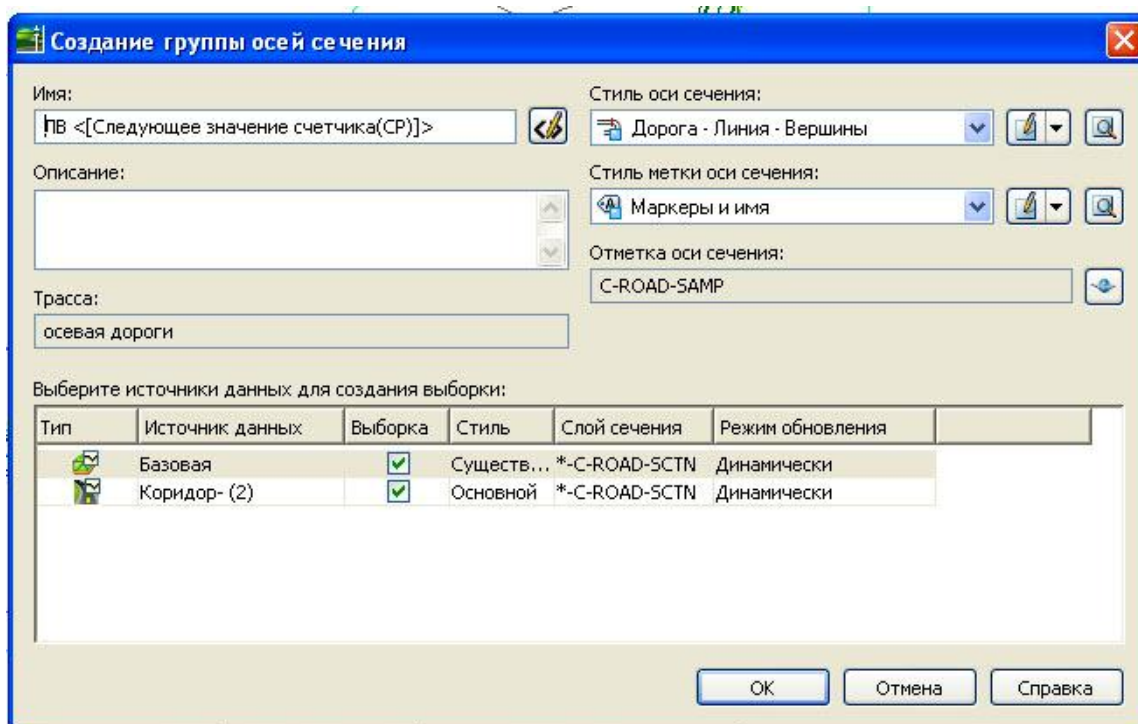 Создание группы осей сечения
Имя:
ПВ <[Следующее значение счетчика(CP)]>
Описание:
Трасса:
осевая дороги
Стиль оси сечения:
Дорога - Линия - Вершины
Стиль метки оси сечения:
Маркеры и имя
Отметка оси сечения:
C-ROAD-SAMP
Выберите источники данных для создания выборки:
Тип Источник данных Выборка Стиль Слой сечения Режим обновления
Базовая Существ... *-C-ROAD-SCTN Динамически
Коридор- (2) Основной *-C-ROAD-SCTN Динамически
OK Отмена Справка